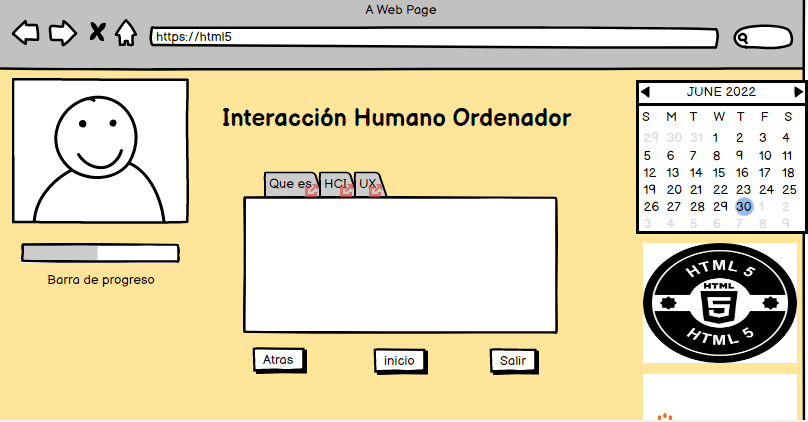 A Web Page
https://html5
Interacción Humano Ordenador
Que es HCI UX
Barra de progreso
Atras inicio Salir
JUNE 2022
S M T W T F S
29 30 31 1 2 3 4
5 6 7 8 9 10 11
12 13 14 15 16 17 18
19 20 21 22 23 24 25
26 27 28 29 30 1 2
3 4 5 6 7 8 9
HTML 5
HTML
5
HTML 5